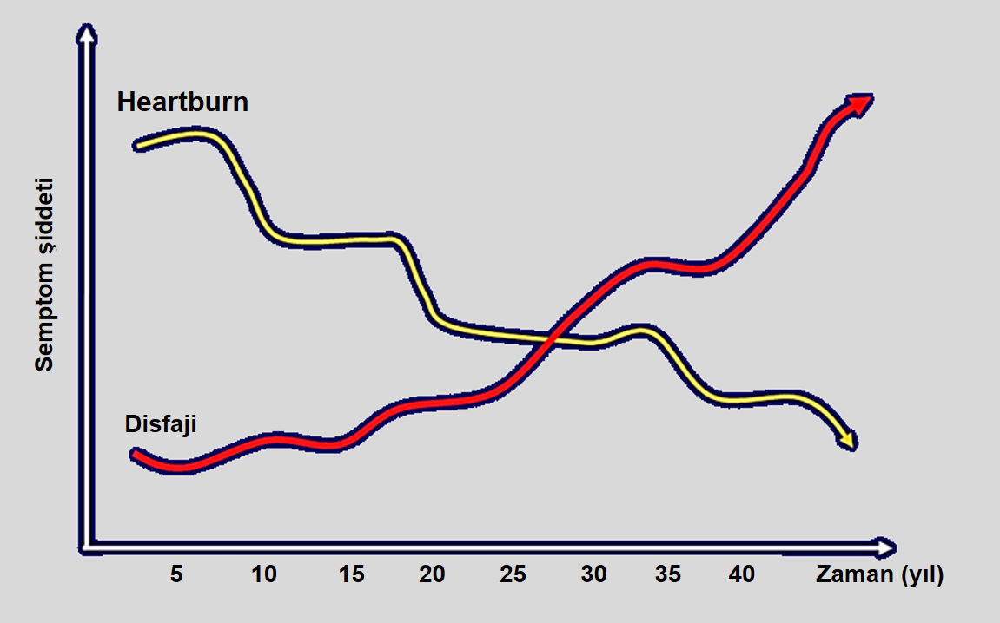 Heartburn
Semptom şiddeti
Disfaji
5 10 15 20 25 30 35 40 Zaman (yıl)